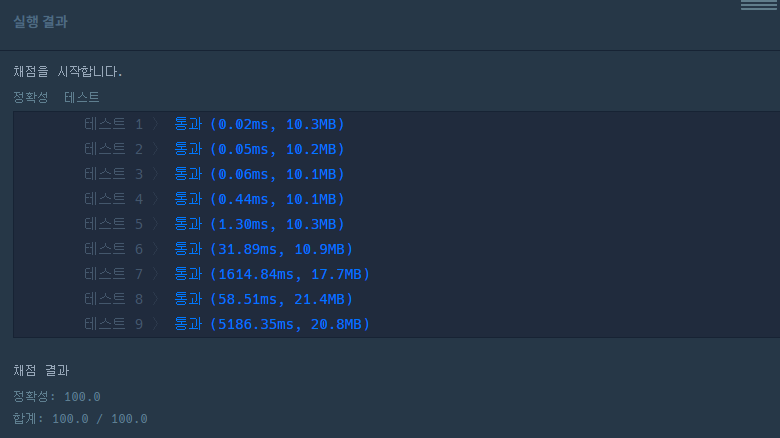 실행 결과
채점을 시작합니다.
정확성 테스트
테스트 1 〉 통과 (0.02ms, 10.3MB)
테스트 2 〉 통과 (0.05ms, 10.2MB)
테스트 3 〉 통과 (0.06ms, 10.1MB)
테스트 4 〉 통과 (0.44ms, 10.1MB)
테스트 5 〉 통과 (1.30ms, 10.3MB)
테스트 6 〉 통과 (31.89ms, 10.9MB)
테스트 7 〉 통과 (1614.84ms, 17.7MB)
테스트 8 〉 통과 (58.51ms, 21.4MB)
테스트 9 〉 통과 (5186.35ms, 20.8MB)
채점 결과
정확성: 100.0
합계: 100.0 / 100.0